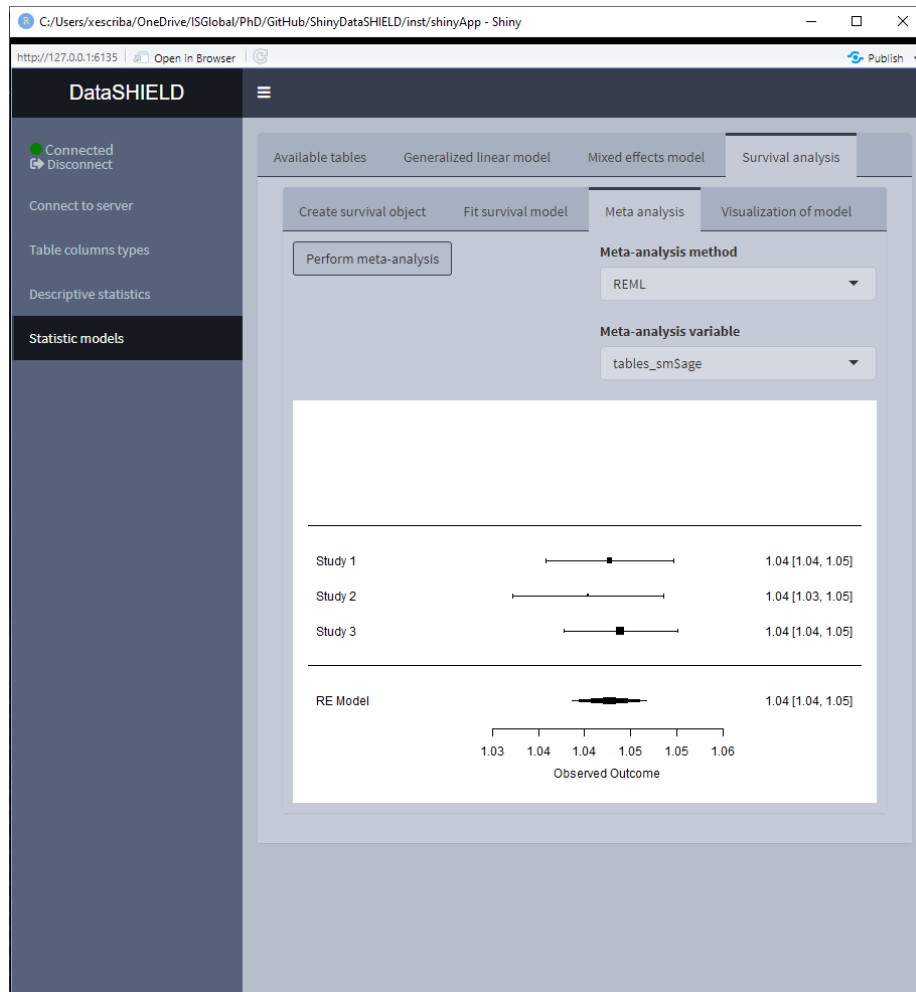 C:/Users/xescriba/OneDrive/ISGlobal/PhD/GitHub/ShinyDataSHIELD/inst/shinyApp - Shiny
http://127.0.0.1:6135 Open in Browser Publish
DataSHIELD
Connected
Disconnect
Connect to server
Table columns types
Descriptive statistics
Statistic models
Available tables Generalized linear model Mixed effects model Survival analysis
Create survival object Fit survival model Meta analysis Visualization of model
Perform meta-analysis
Meta-analysis method
REML
Meta-analysis variable
tables_sm$age
Study 1 1.04 [1.04, 1.05]
Study 2 1.04 [1.03, 1.05]
Study 3 1.04 [1.04, 1.05]
RE Model 1.04 [1.04, 1.05]
1.03 1.04 1.04 1.05 1.05 1.06
Observed Outcome